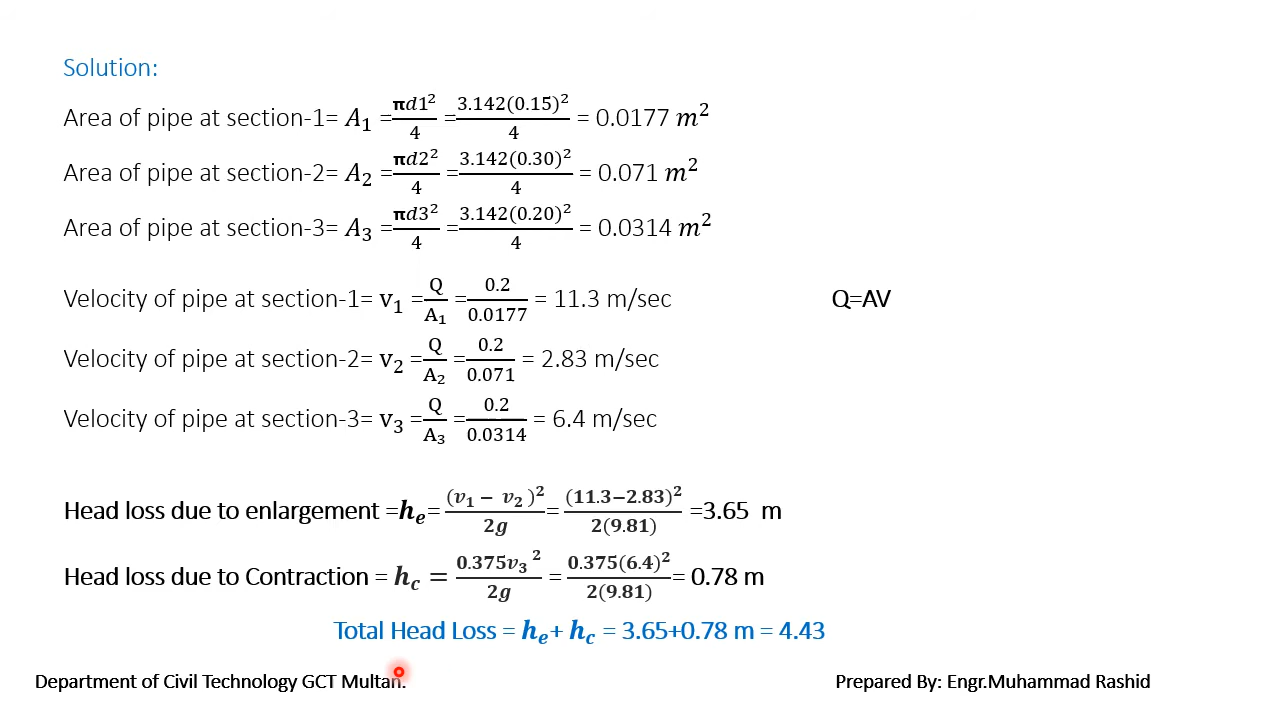 Solution:
Area of pipe at section-1= A₁ =πd1²/4 =3.142(0.15)²/4 = 0.0177 m²
Area of pipe at section-2= A₂ =πd2²/4 =3.142(0.30)²/4 = 0.071 m²
Area of pipe at section-3= A₃ =πd3²/4 =3.142(0.20)²/4 = 0.0314 m²
Velocity of pipe at section-1= v₁ =Q/A₁ =0.2/0.0177 = 11.3 m/sec Q=AV
Velocity of pipe at section-2= v₂ =Q/A₂ =0.2/0.071 = 2.83 m/sec
Velocity of pipe at section-3= v₃ =Q/A₃ =0.2/0.0314 = 6.4 m/sec
Head loss due to enlargement =hₑ=(v₁ − v₂ )²/2g=(11.3−2.83)²/2(9.81) =3.65 m
Head loss due to Contraction = h_c = 0.375v₃ ²/2g = 0.375(6.4)²/2(9.81)= 0.78 m
Total Head Loss = hₑ+ h_c = 3.65+0.78 m = 4.43
Department of Civil Technology GCT Multan. Prepared By: Engr.Muhammad Rashid